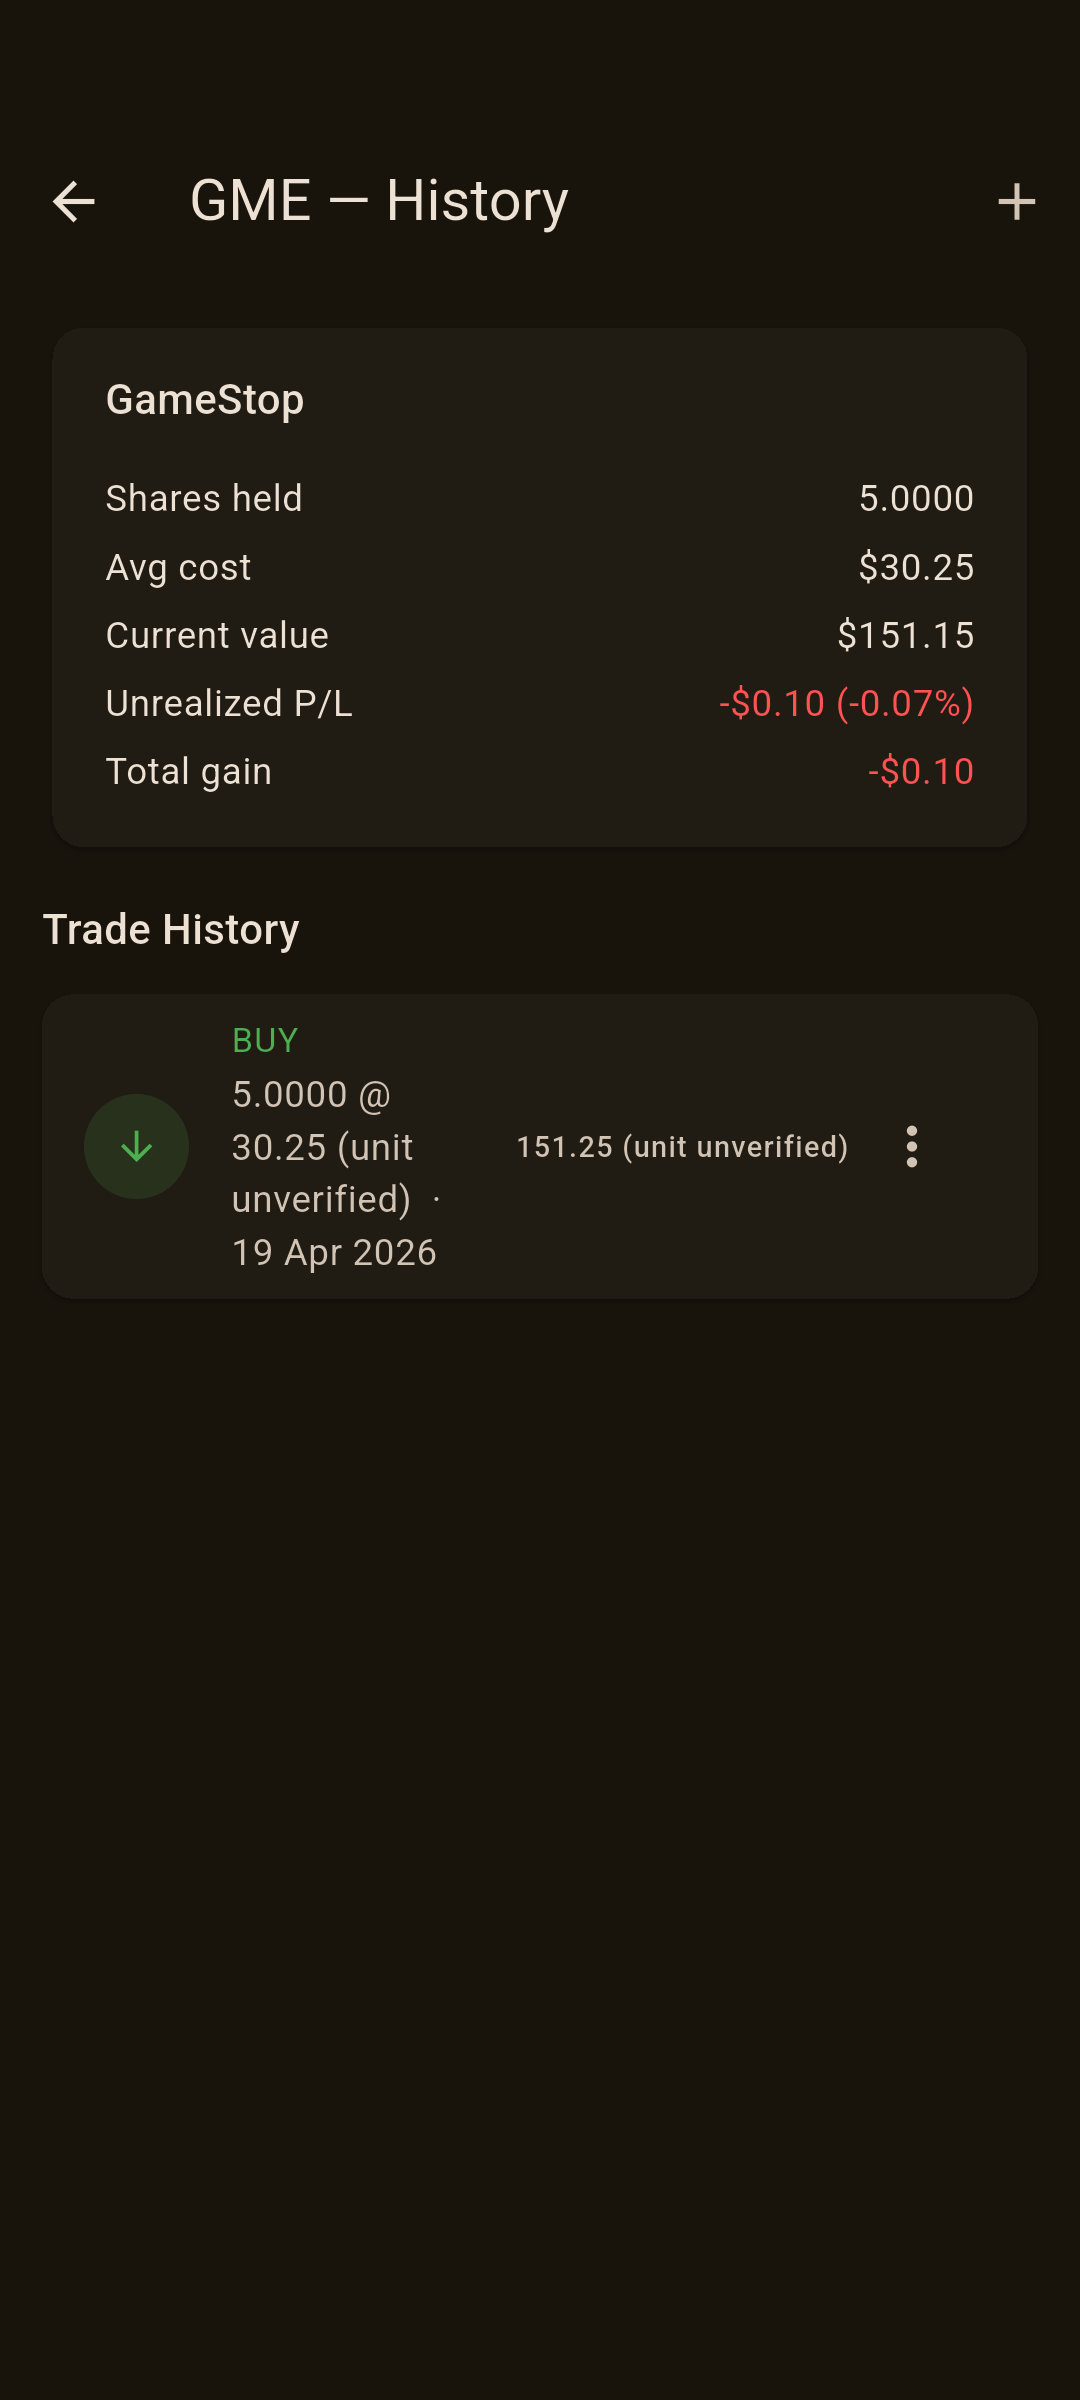 GME — History
GameStop
Shares held 5.0000
Avg cost $30.25
Current value $151.15
Unrealized P/L -$0.10 (-0.07%)
Total gain -$0.10
Trade History
BUY
5.0000 @
30.25 (unit
unverified) ·
19 Apr 2026
151.25 (unit unverified)